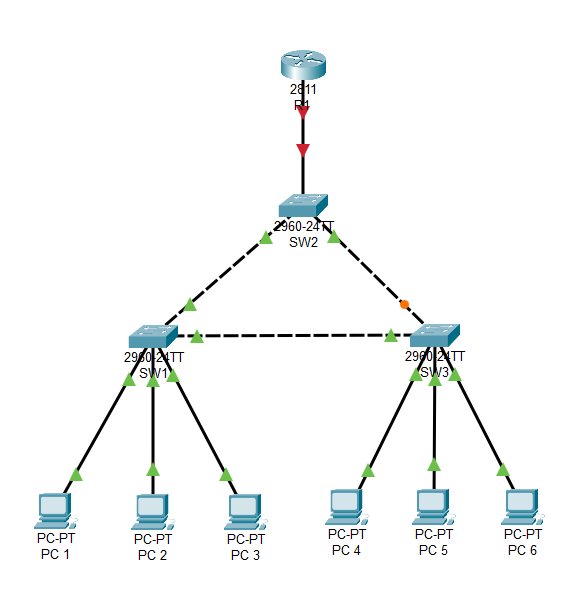 2811
R1
2960-24TT
SW2
2960-24TT
SW1
2960-24TT
SW3
PC-PT
PC 1
PC-PT
PC 2
PC-PT
PC 3
PC-PT
PC 4
PC-PT
PC 5
PC-PT
PC 6